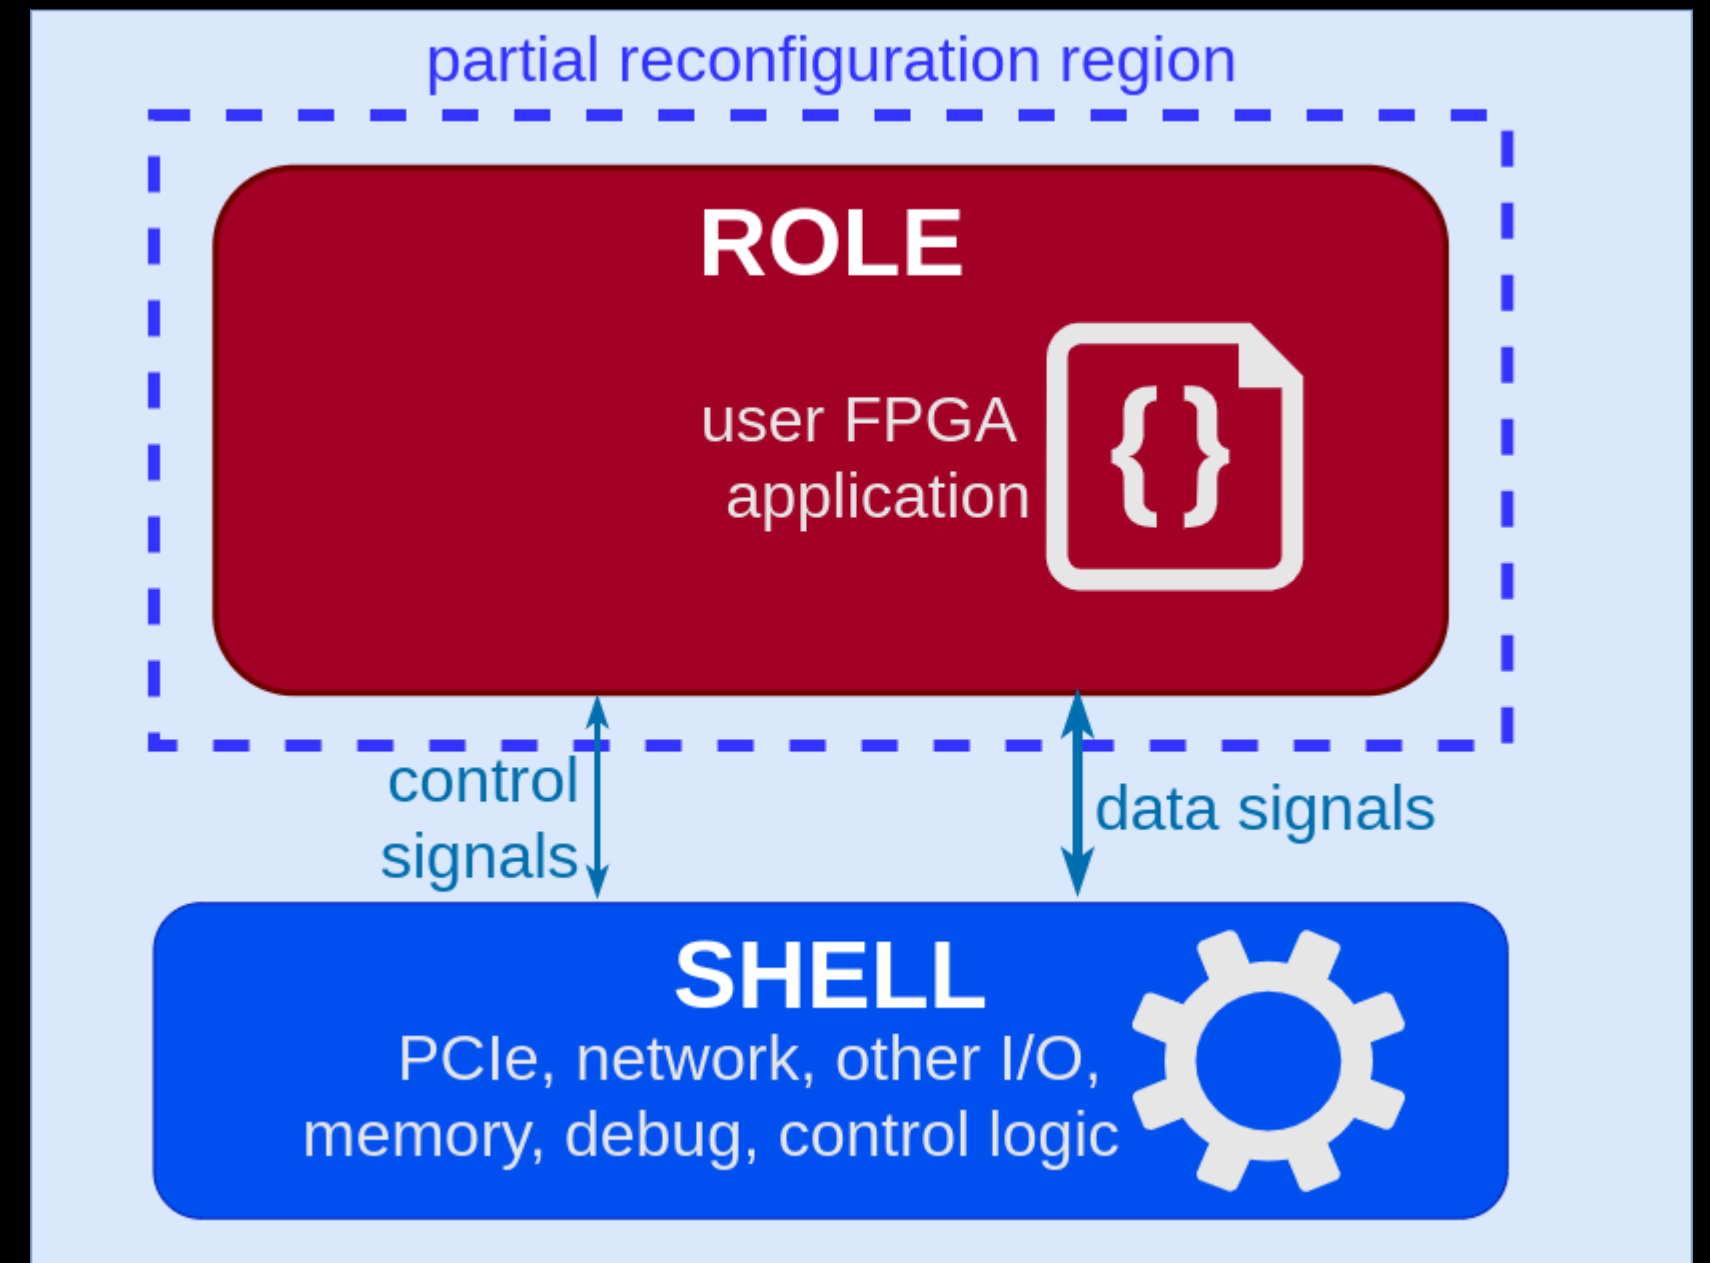 partial reconfiguration region
ROLE
user FPGA
application
{ }
control
signals
data signals
SHELL
PCIe, network, other I/O,
memory, debug, control logic